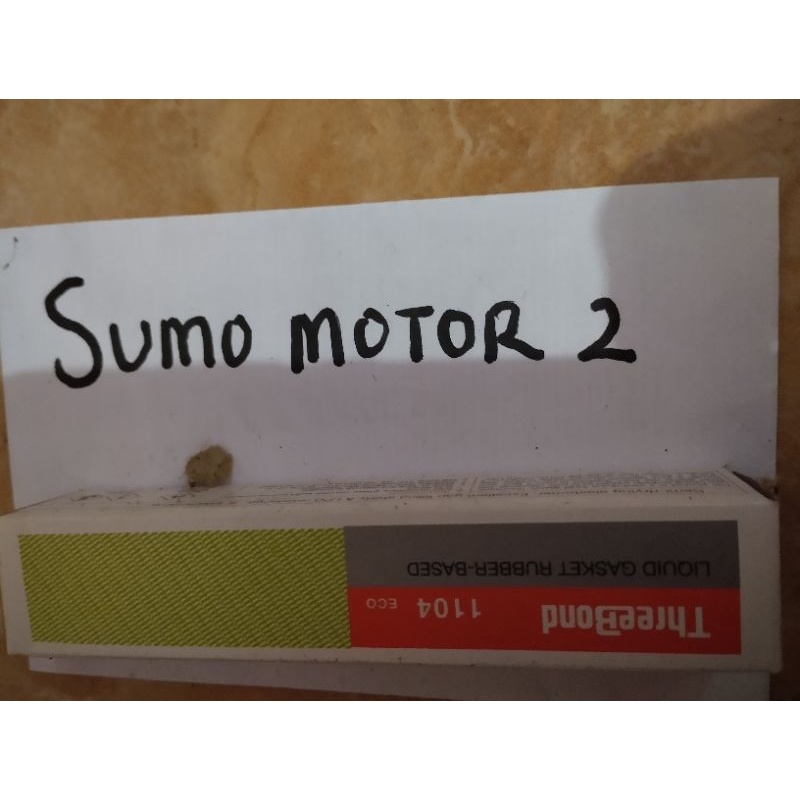 SUMO MOTOR 2
ThreeBond 1104 ECO
LIQUID GASKET RUBBER-BASED